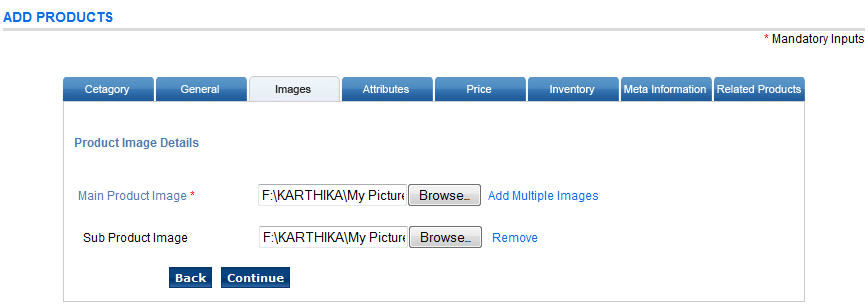 ADD PRODUCTS
* Mandatory Inputs
Cetagory General Images Attributes Price Inventory Meta Information Related Products
Product Image Details
Main Product Image * F:\KARTHIKA\My Picture Browse... Add Multiple Images
Sub Product Image F:\KARTHIKA\My Picture Browse... Remove
Back Continue